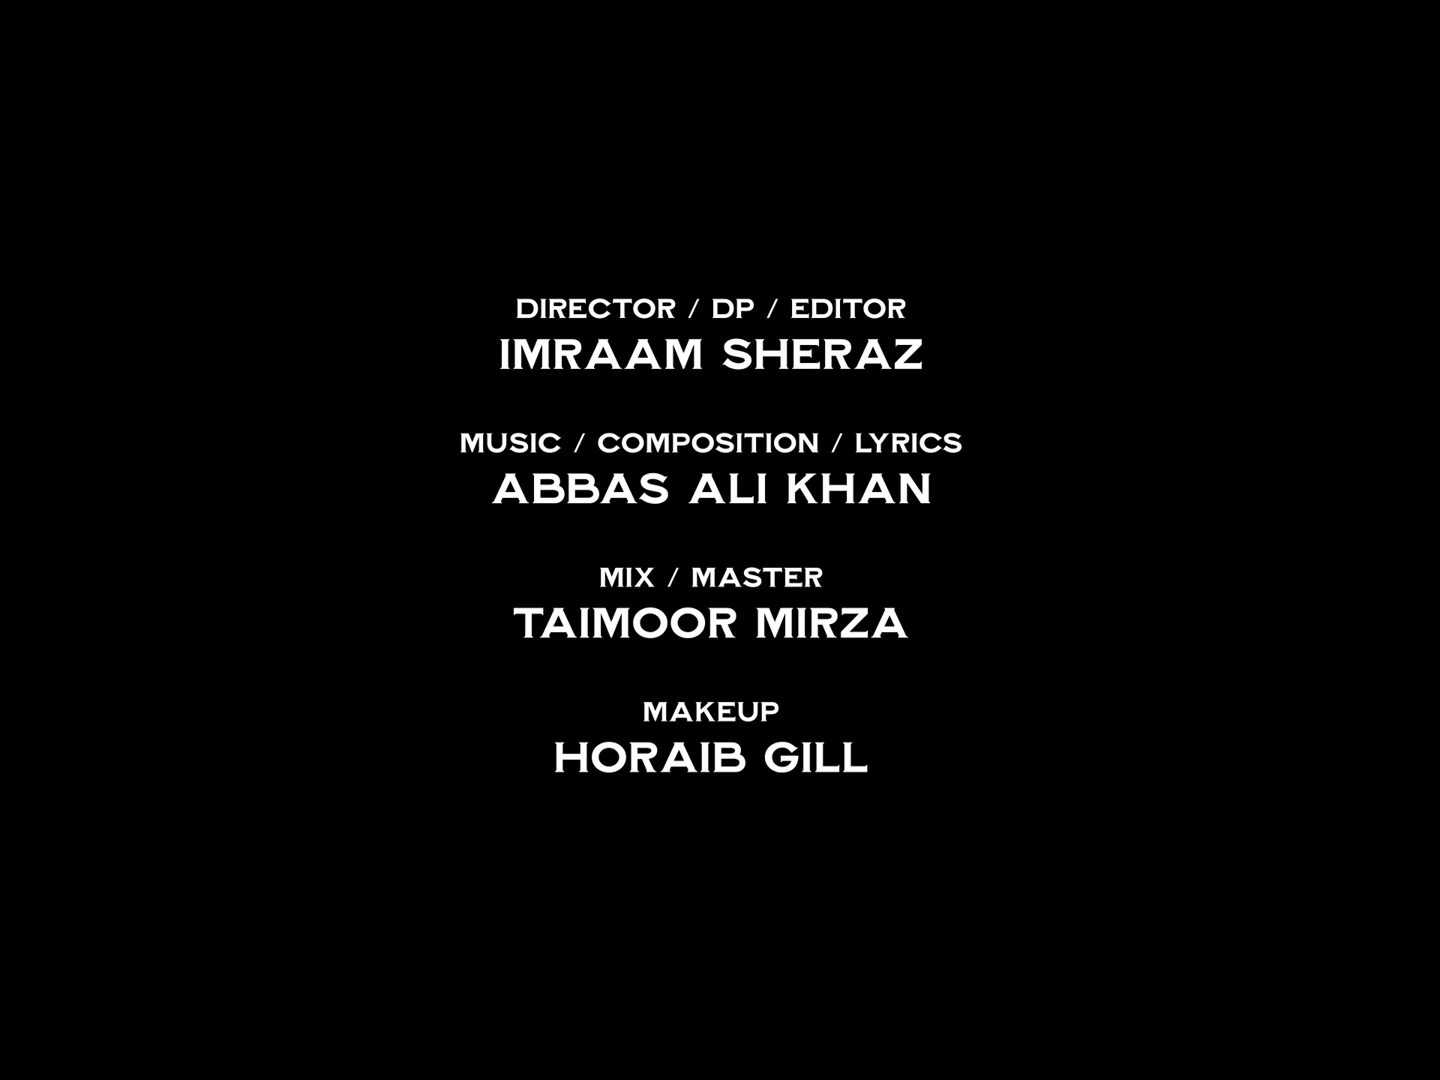 DIRECTOR / DP / EDITOR
IMRAAM SHERAZ
MUSIC / COMPOSITION / LYRICS
ABBAS ALI KHAN
MIX / MASTER
TAIMOOR MIRZA
MAKEUP
HORAIB GILL